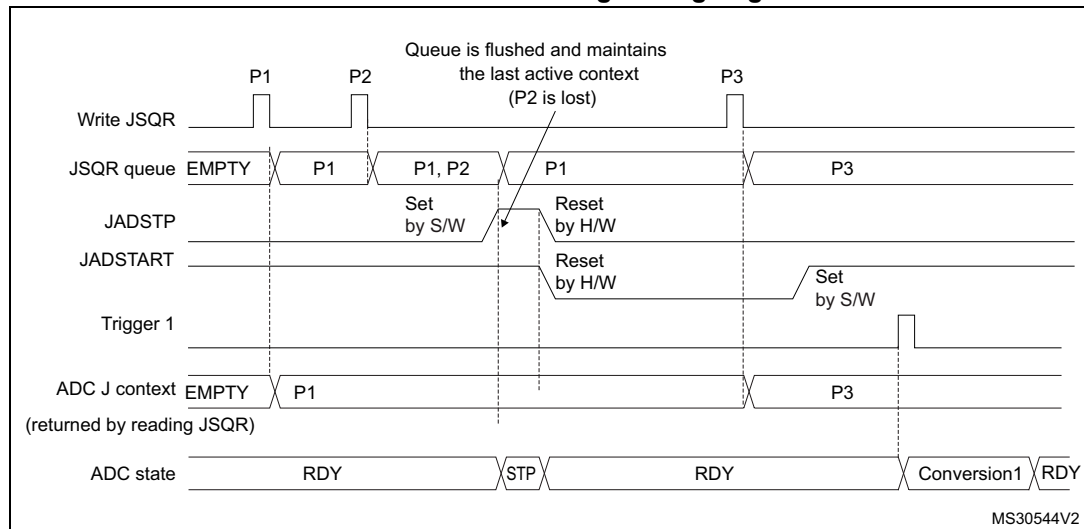 Queue is flushed and maintains
the last active context
(P2 is lost)
P1
P2
P3
Write JSQR
JSQR queue
EMPTY
P1
P1, P2
P1
P3
Set
by S/W
Reset
by H/W
JADSTP
JADSTART
Reset
by H/W
Set
by S/W
Trigger 1
ADC J context
EMPTY
P1
P3
(returned by reading JSQR)
ADC state
RDY
STP
RDY
Conversion1
RDY
MS30544V2